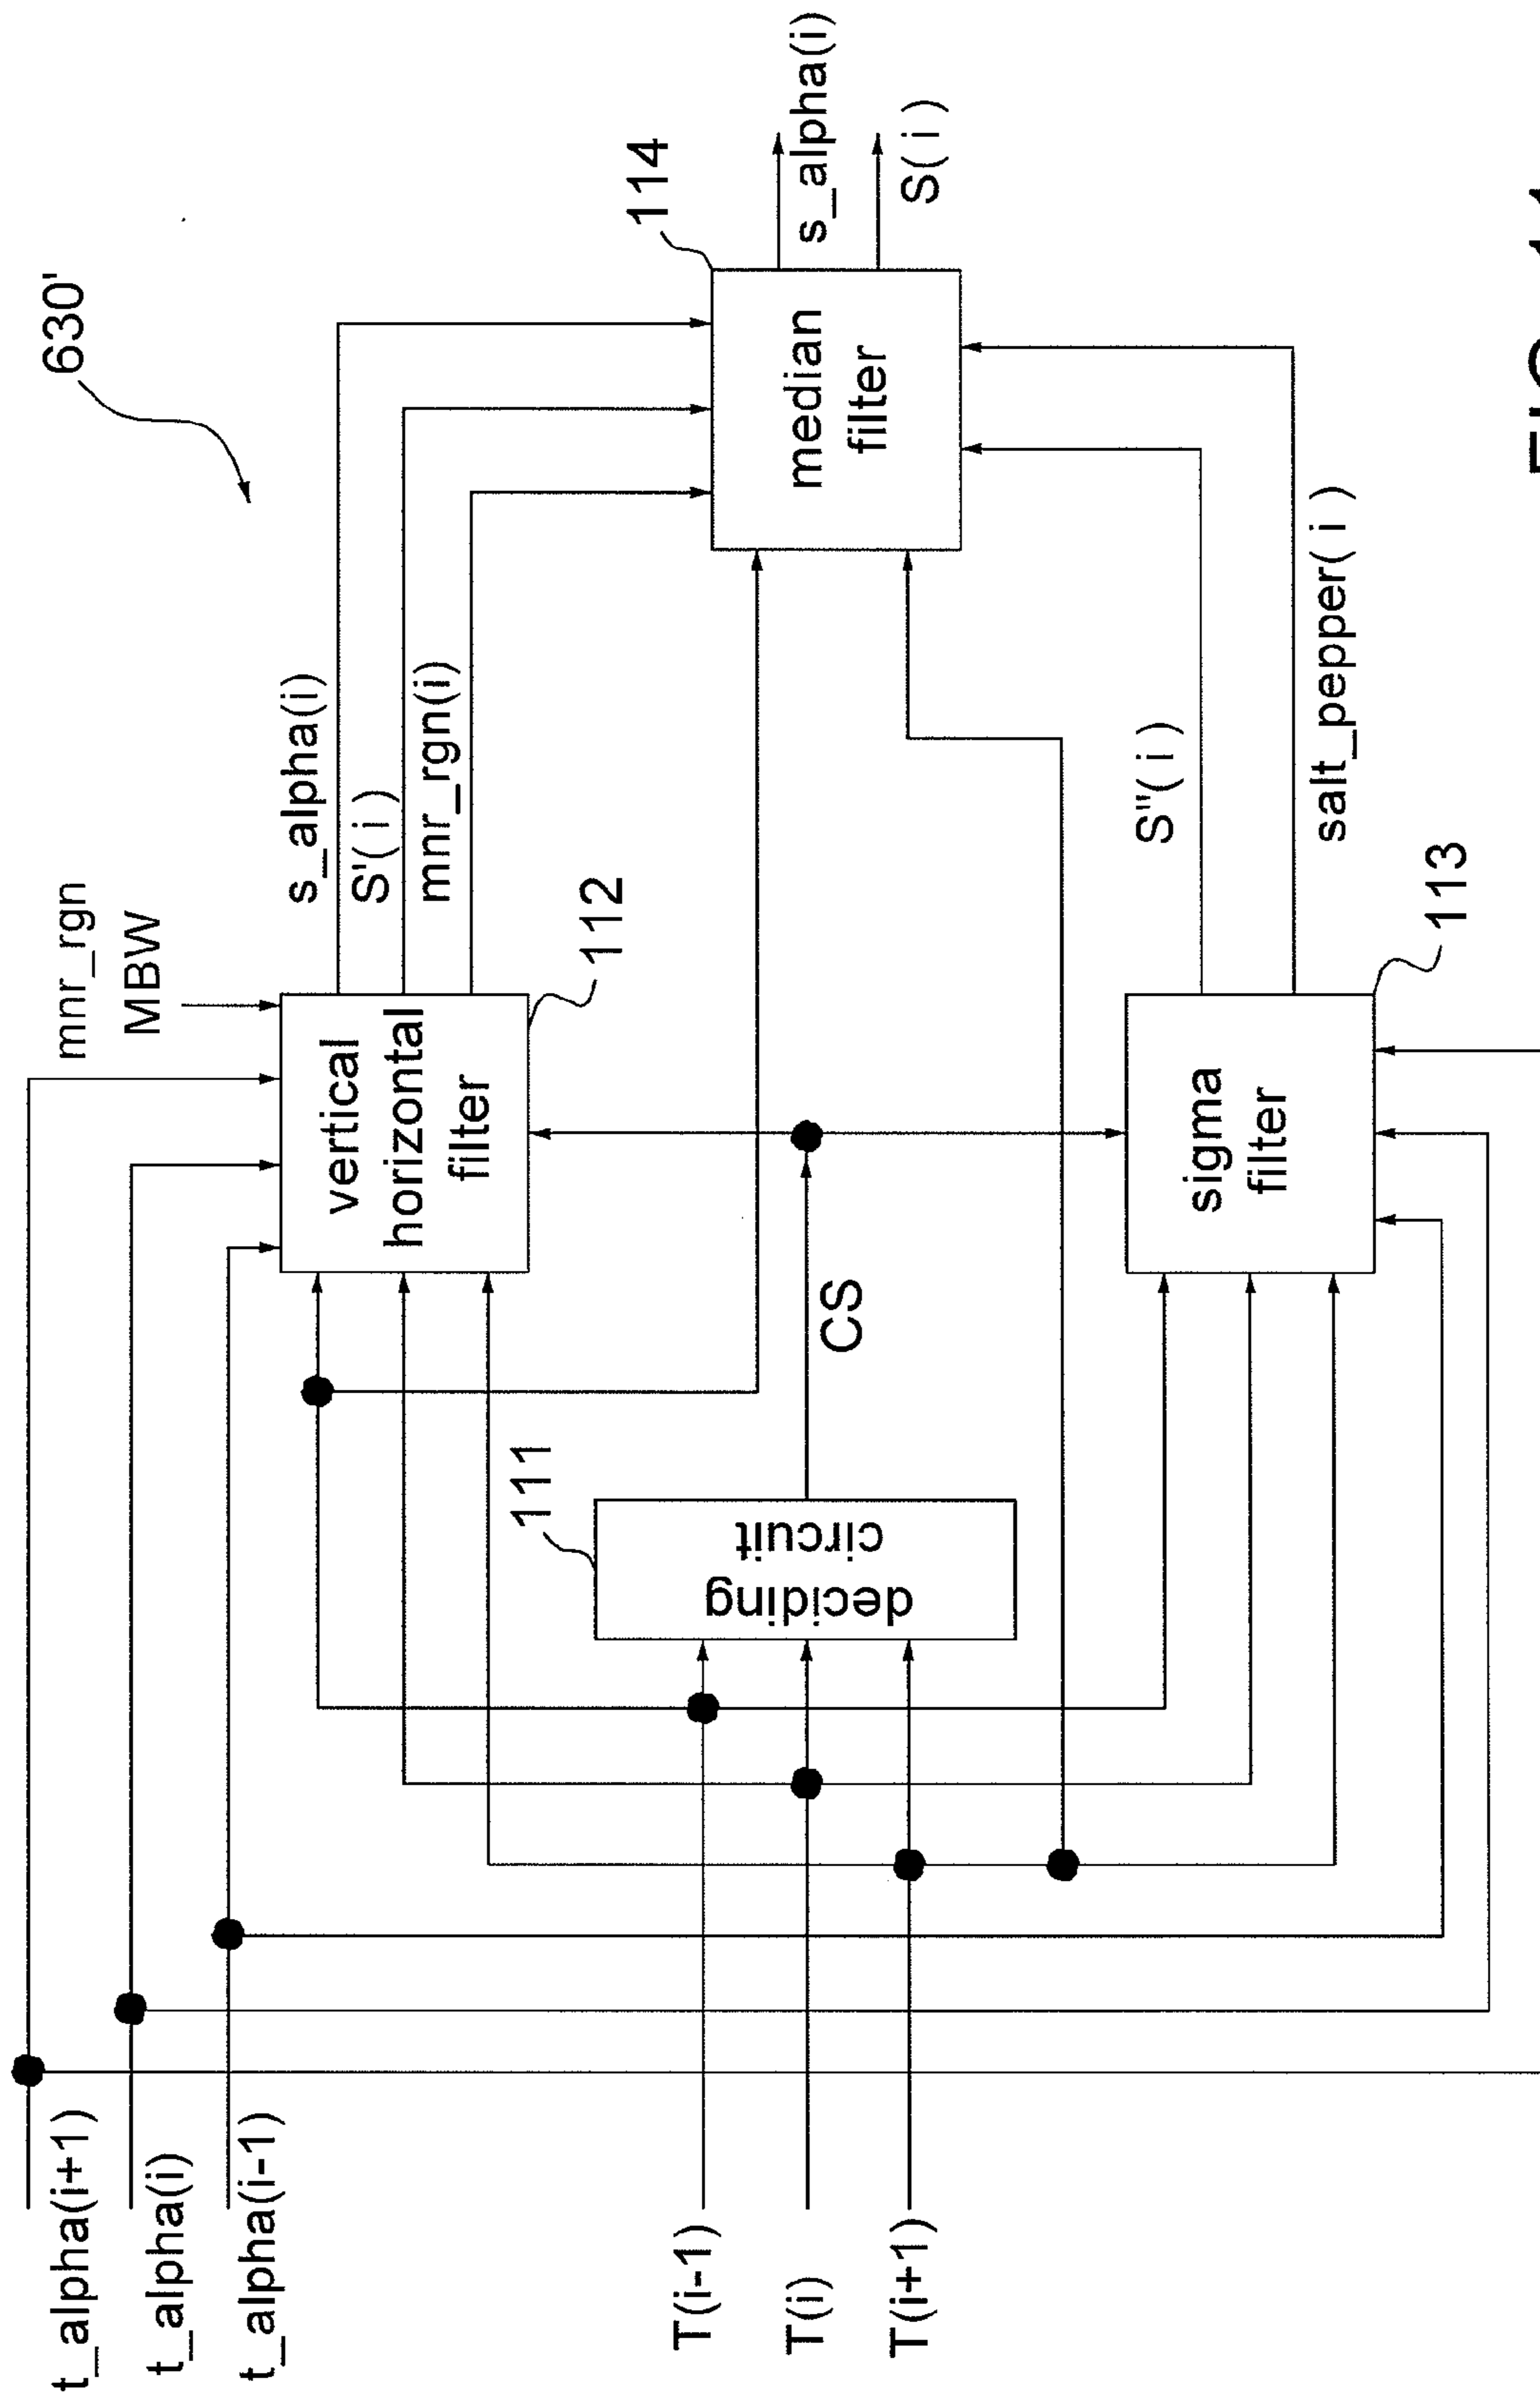 630'
t_alpha(i+1)
t_alpha(i)
t_alpha(i-1)
T(i-1)
T(i)
T(i+1)
111
deciding
circuit
CS
mnr_rgn
MBW
vertical
horizontal
filter
112
s_alpha(i)
S'( i )
mnr_rgn(i)
sigma
filter
113
S"( i )
salt_pepper( i )
114
median
filter
s_alpha(i)
S( i )